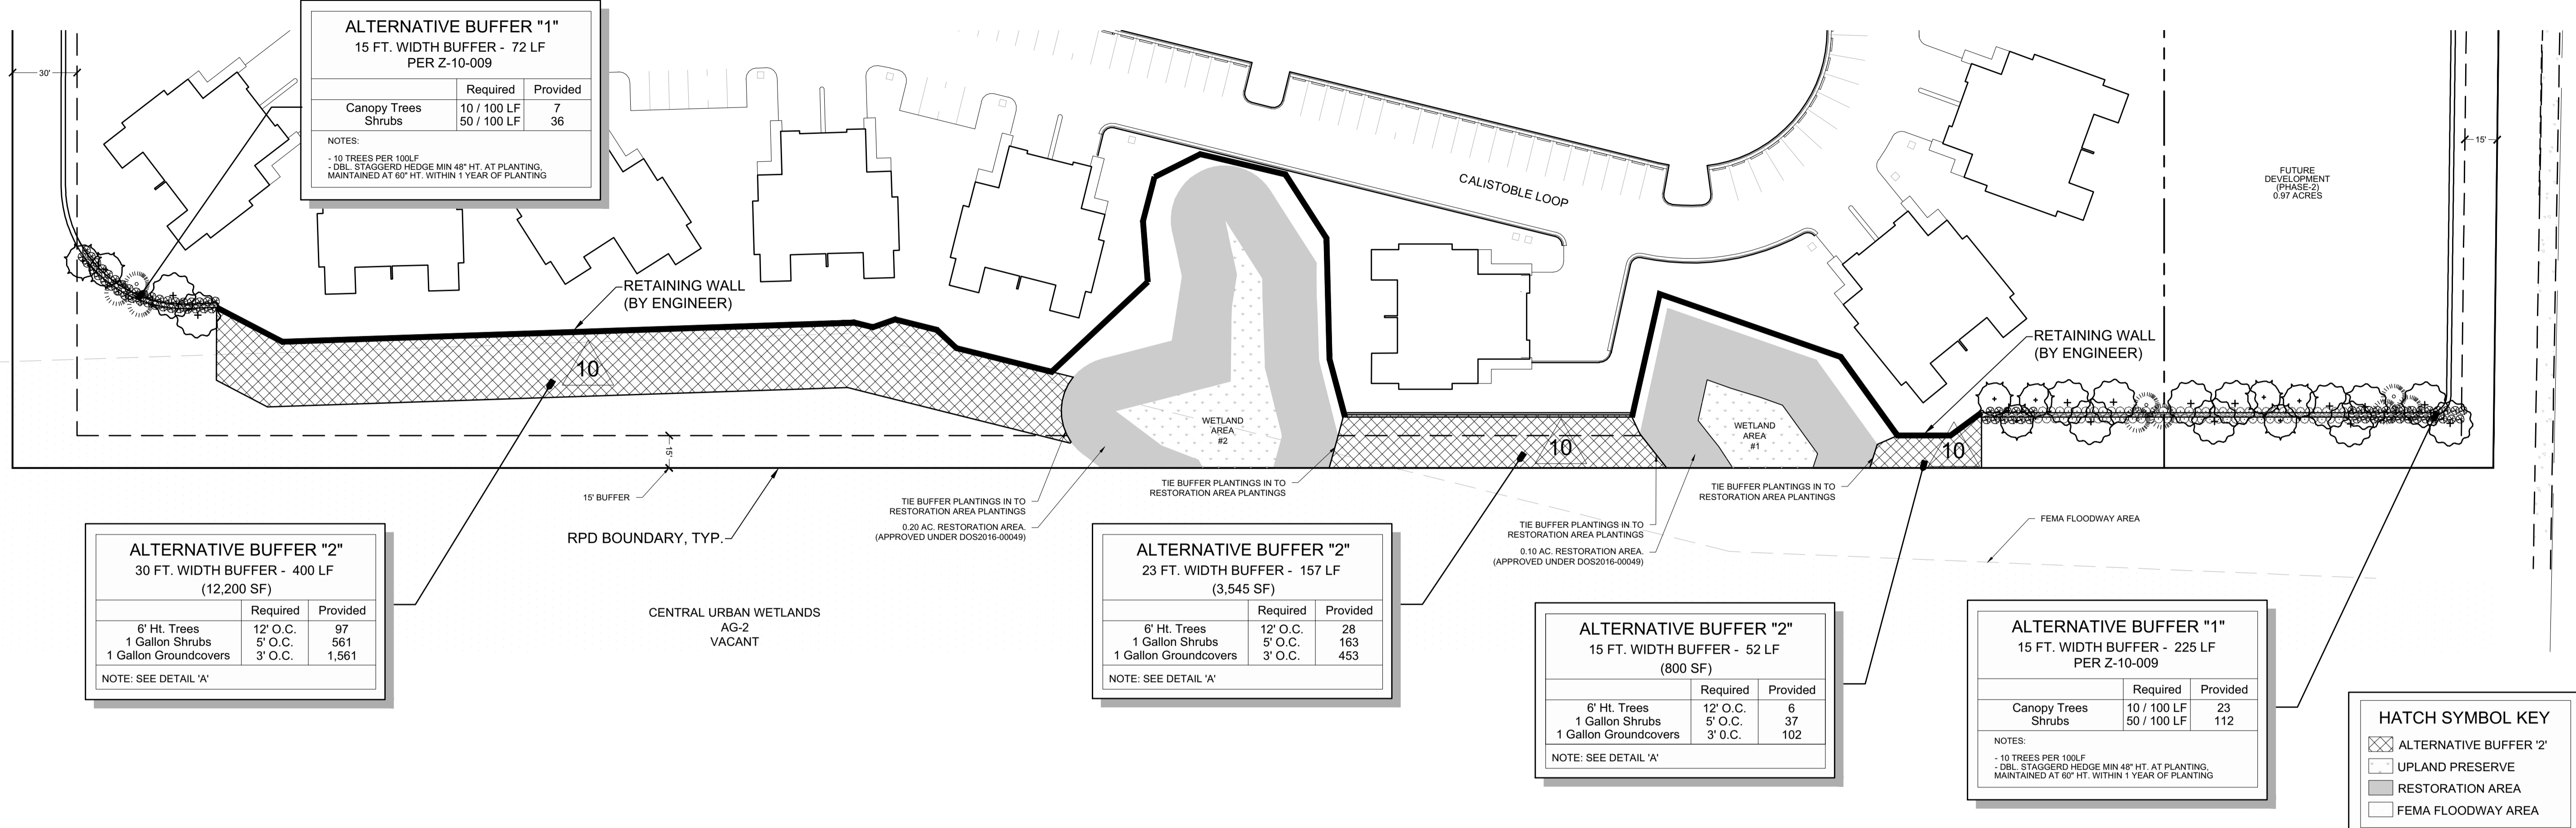 ALTERNATIVE BUFFER "1"
15 FT. WIDTH BUFFER - 72 LF
PER Z-10-009
Required Provided
Canopy Trees 10 / 100 LF 7
Shrubs 50 / 100 LF 36
NOTES:
- 10 TREES PER 100LF
- DBL. STAGGERD HEDGE MIN 48" HT. AT PLANTING,
MAINTAINED AT 60" HT. WITHIN 1 YEAR OF PLANTING
30'
15'
CALISTOBLE LOOP
FUTURE
DEVELOPMENT
(PHASE-2)
0.97 ACRES
RETAINING WALL
(BY ENGINEER)
RETAINING WALL
(BY ENGINEER)
10
WETLAND
AREA
#2
10
WETLAND
AREA
#1
10
15'
15' BUFFER
RPD BOUNDARY, TYP.
TIE BUFFER PLANTINGS IN TO
RESTORATION AREA PLANTINGS
0.20 AC. RESTORATION AREA.
(APPROVED UNDER DOS2016-00049)
TIE BUFFER PLANTINGS IN TO
RESTORATION AREA PLANTINGS
TIE BUFFER PLANTINGS IN TO
RESTORATION AREA PLANTINGS
0.10 AC. RESTORATION AREA.
(APPROVED UNDER DOS2016-00049)
TIE BUFFER PLANTINGS IN TO
RESTORATION AREA PLANTINGS
FEMA FLOODWAY AREA
ALTERNATIVE BUFFER "2"
30 FT. WIDTH BUFFER - 400 LF
(12,200 SF)
Required Provided
6' Ht. Trees 12' O.C. 97
1 Gallon Shrubs 5' O.C. 561
1 Gallon Groundcovers 3' O.C. 1,561
NOTE: SEE DETAIL 'A'
CENTRAL URBAN WETLANDS
AG-2
VACANT
ALTERNATIVE BUFFER "2"
23 FT. WIDTH BUFFER - 157 LF
(3,545 SF)
Required Provided
6' Ht. Trees 12' O.C. 28
1 Gallon Shrubs 5' O.C. 163
1 Gallon Groundcovers 3' O.C. 453
NOTE: SEE DETAIL 'A'
ALTERNATIVE BUFFER "2"
15 FT. WIDTH BUFFER - 52 LF
(800 SF)
Required Provided
6' Ht. Trees 12' O.C. 6
1 Gallon Shrubs 5' O.C. 37
1 Gallon Groundcovers 3' 0.C. 102
NOTE: SEE DETAIL 'A'
ALTERNATIVE BUFFER "1"
15 FT. WIDTH BUFFER - 225 LF
PER Z-10-009
Required Provided
Canopy Trees 10 / 100 LF 23
Shrubs 50 / 100 LF 112
NOTES:
- 10 TREES PER 100LF
- DBL. STAGGERD HEDGE MIN 48" HT. AT PLANTING,
MAINTAINED AT 60" HT. WITHIN 1 YEAR OF PLANTING
HATCH SYMBOL KEY
ALTERNATIVE BUFFER '2'
UPLAND PRESERVE
RESTORATION AREA
FEMA FLOODWAY AREA